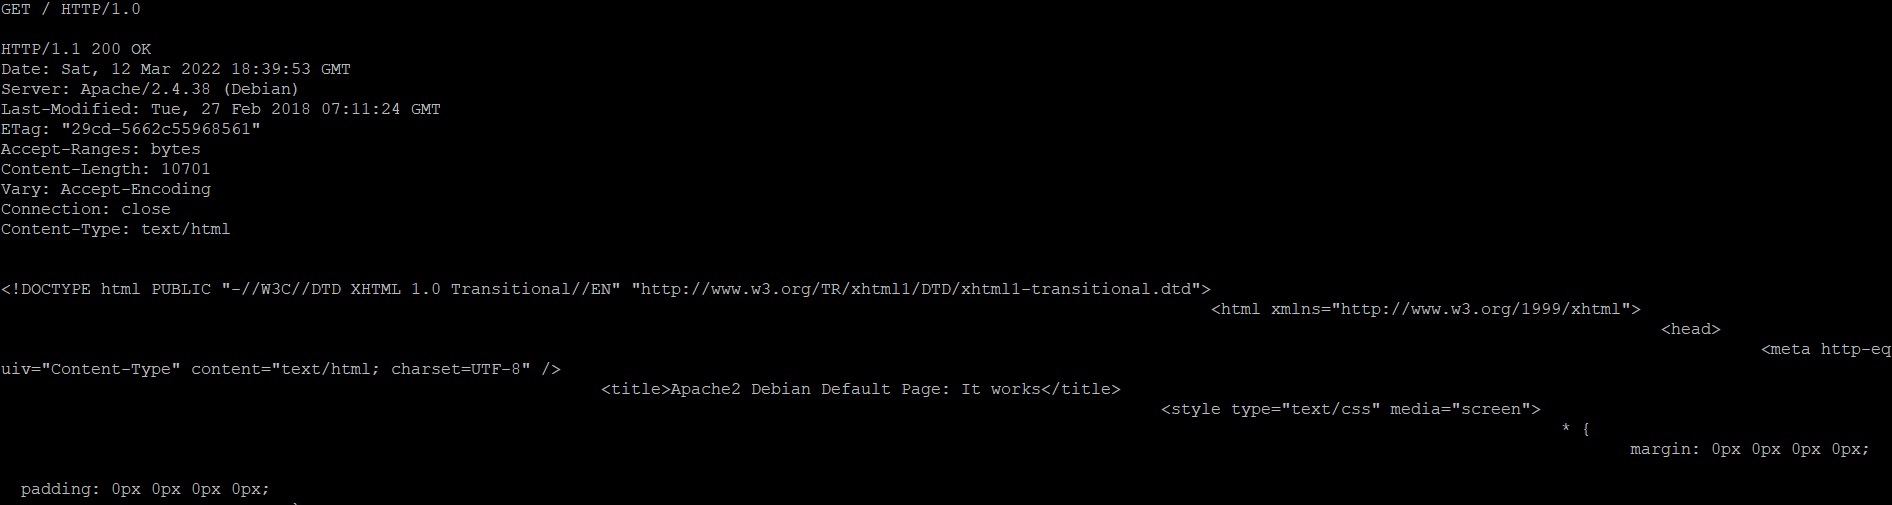 GET / HTTP/1.0
HTTP/1.1 200 OK
Date: Sat, 12 Mar 2022 18:39:53 GMT
Server: Apache/2.4.38 (Debian)
Last-Modified: Tue, 27 Feb 2018 07:11:24 GMT
ETag: "29cd-5662c55968561"
Accept-Ranges: bytes
Content-Length: 10701
Vary: Accept-Encoding
Connection: close
Content-Type: text/html
<!DOCTYPE html PUBLIC "-//W3C//DTD XHTML 1.0 Transitional//EN" "http://www.w3.org/TR/xhtml1/DTD/xhtml1-transitional.dtd">
<html xmlns="http://www.w3.org/1999/xhtml">
<head>
<meta http-eq
uiv="Content-Type" content="text/html; charset=UTF-8" />
<title>Apache2 Debian Default Page: It works</title>
<style type="text/css" media="screen">
* {
margin: 0px 0px 0px 0px;
padding: 0px 0px 0px 0px;